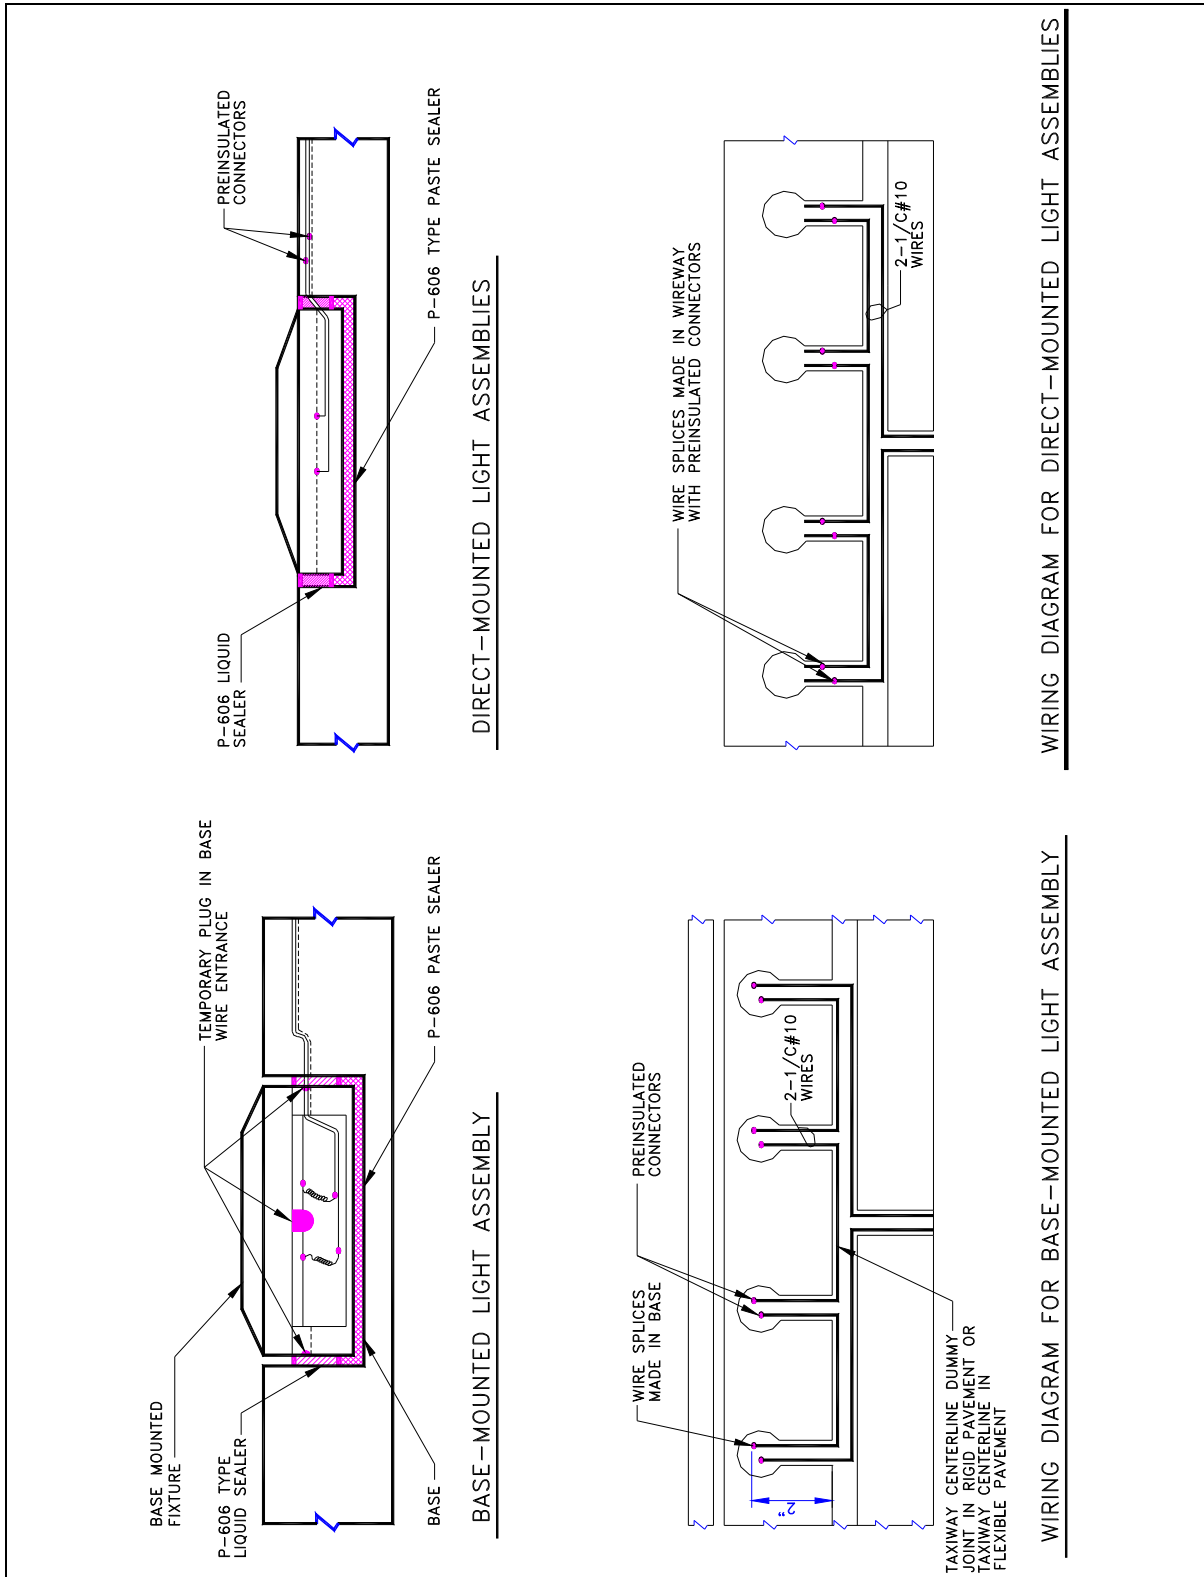 BASE MOUNTED
FIXTURE
P-606 TYPE
LIQUID SEALER
BASE
TEMPORARY PLUG IN BASE
WIRE ENTRANCE
P-606 PASTE SEALER
BASE-MOUNTED LIGHT ASSEMBLY
P-606 LIQUID
SEALER
PREINSULATED
CONNECTORS
P-606 TYPE PASTE SEALER
DIRECT-MOUNTED LIGHT ASSEMBLIES
WIRE SPLICES
MADE IN BASE
PREINSULATED
CONNECTORS
2-1/C#10
WIRES
2"
TAXIWAY CENTERLINE DUMMY
JOINT IN RIGID PAVEMENT OR
TAXIWAY CENTERLINE IN
FLEXIBLE PAVEMENT
WIRING DIAGRAM FOR BASE-MOUNTED LIGHT ASSEMBLY
WIRE SPLICES MADE IN WIREWAY
WITH PREINSULATED CONNECTORS
2-1/C#10
WIRES
WIRING DIAGRAM FOR DIRECT-MOUNTED LIGHT ASSEMBLIES